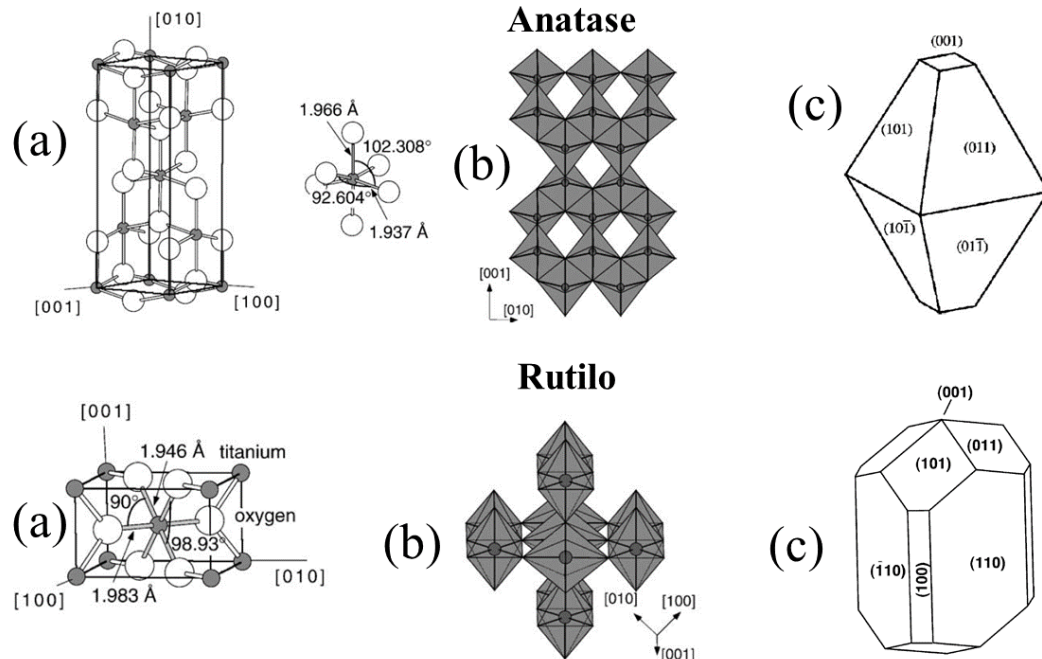 Anatase
(a)
[010]
[001]
[100]
1.966 Å
102.308°
92.604°
1.937 Å
(b)
[001]
[010]
(c)
(001)
(101)
(011)
(101̄)
(011̄)
Rutilo
(a)
[001]
1.946 Å
titanium
90°
oxygen
98.93°
[010]
[100]
1.983 Å
(b)
[010]
[100]
[001]
(c)
(001)
(011)
(101)
(1̄10)
(100)
(110)